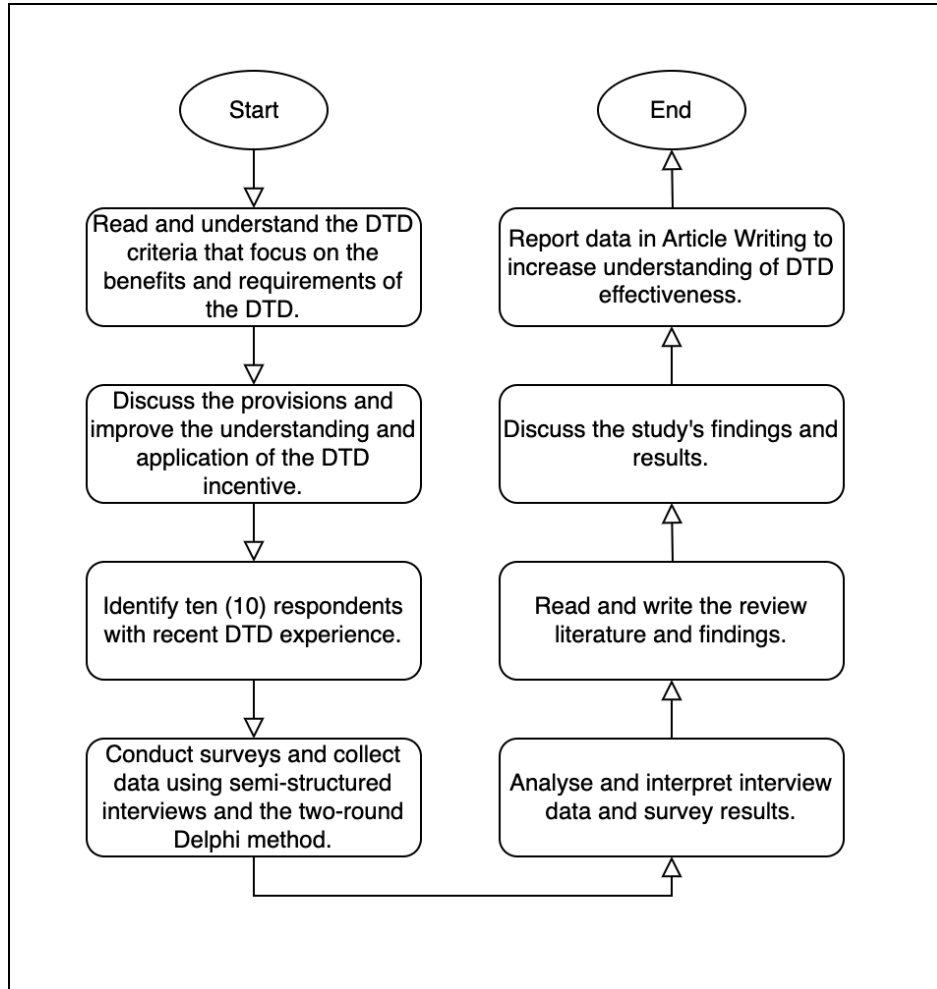 Start
Read and understand the DTD
criteria that focus on the
benefits and requirements of
the DTD.
Discuss the provisions and
improve the understanding and
application of the DTD
incentive.
Identify ten (10) respondents
with recent DTD experience.
Conduct surveys and collect
data using semi-structured
interviews and the two-round
Delphi method.
Analyse and interpret interview
data and survey results.
Read and write the review
literature and findings.
Discuss the study's findings and
results.
Report data in Article Writing to
increase understanding of DTD
effectiveness.
End